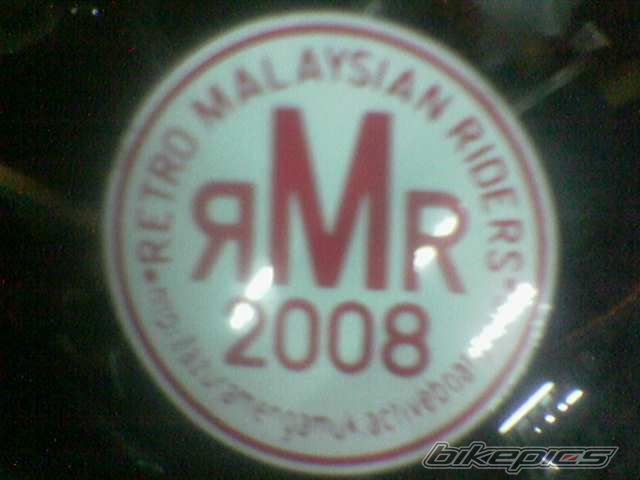 *RETRO MALAYSIAN RIDERS*
ЯMR
2008
bikepics